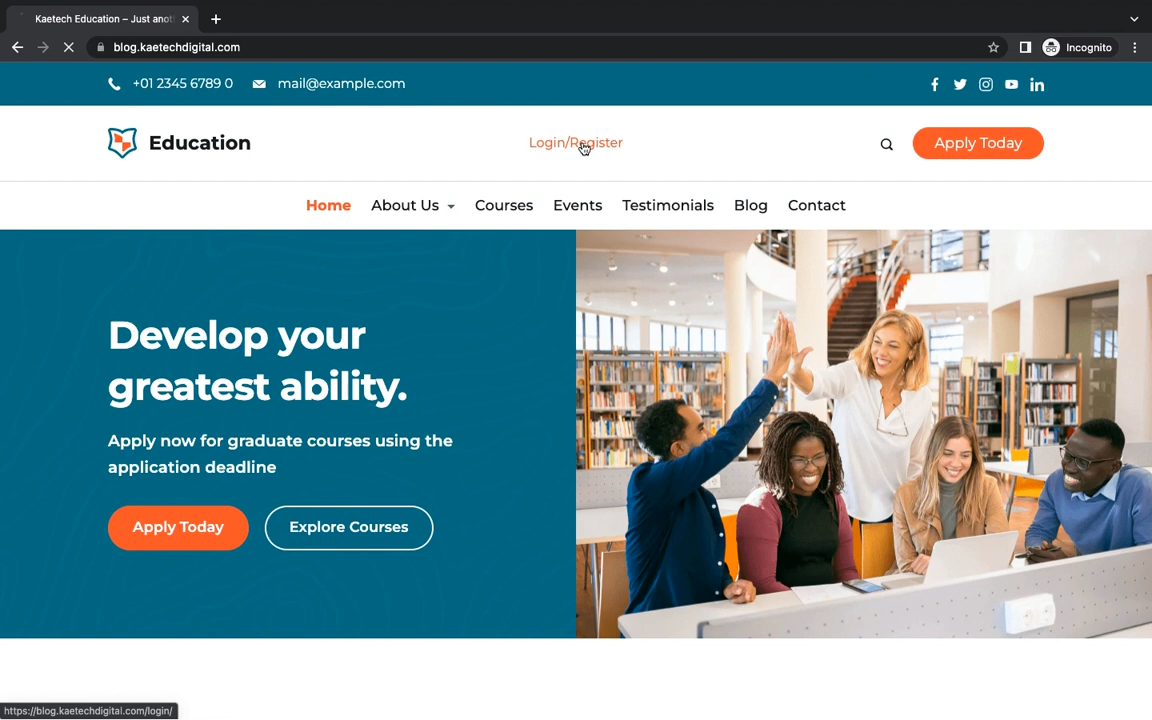 Kaetech Education – Just anot
blog.kaetechdigital.com
Incognito
+01 2345 6789 0
mail@example.com
Education
Login/Register
Apply Today
Home
About Us
Courses
Events
Testimonials
Blog
Contact
Develop your
greatest ability.
Apply now for graduate courses using the
application deadline
Apply Today
Explore Courses
https://blog.kaetechdigital.com/login/